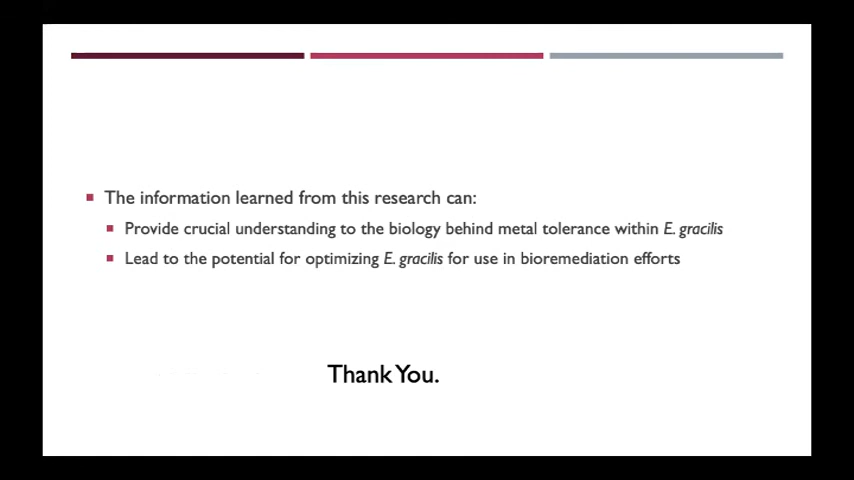 The information learned from this research can:
Provide crucial understanding to the biology behind metal tolerance within E. gracilis
Lead to the potential for optimizing E. gracilis for use in bioremediation efforts
Thank You.